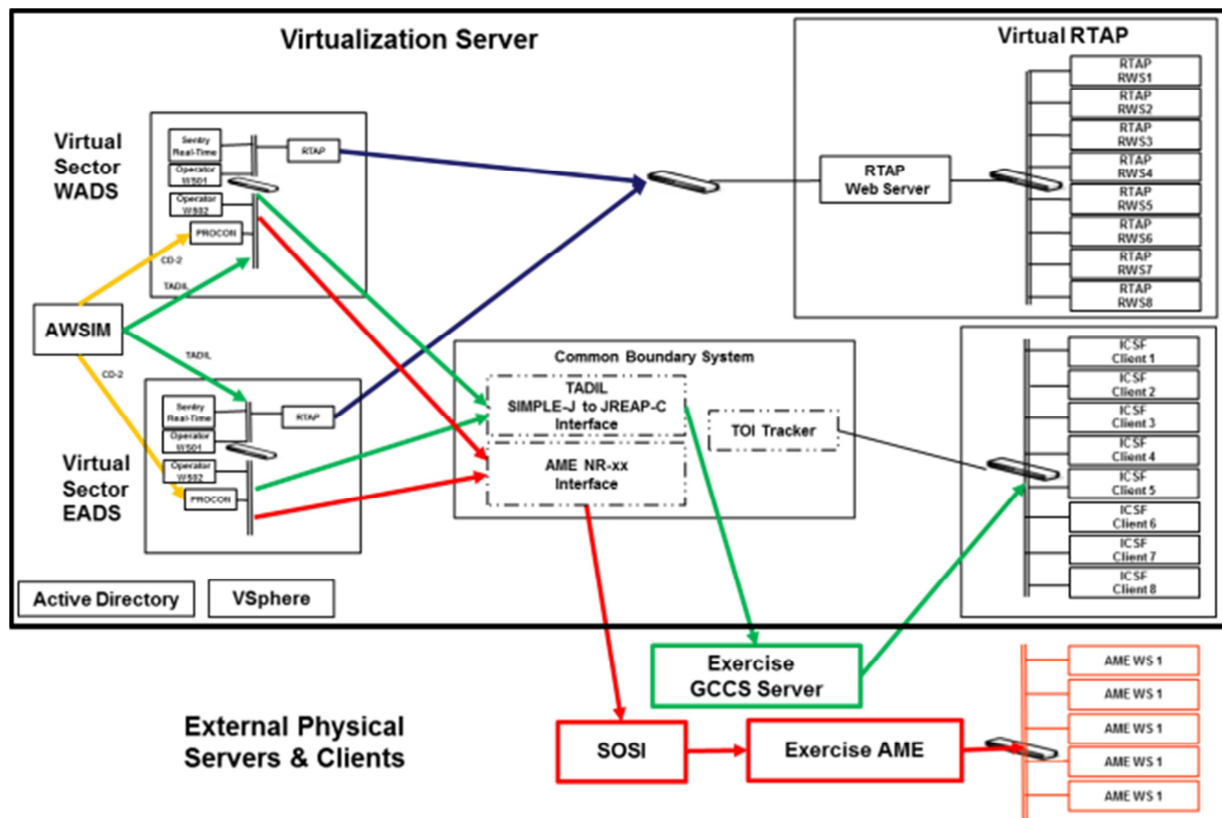 Virtualization Server
Virtual
Sector
WADS
Sentry
Real-Time
Operator
WS01
Operator
WS02
PROCON
RTAP
CD-2
TADIL
AWSIM
TADIL
CD-2
Virtual
Sector
EADS
Sentry
Real-Time
Operator
WS01
Operator
WS02
PROCON
RTAP
Active Directory
VSphere
Common Boundary System
TADIL
SIMPLE-J to JREAP-C
Interface
AME NR-xx
Interface
TOI Tracker
Virtual RTAP
RTAP
Web Server
RTAP
RWS1
RTAP
RWS2
RTAP
RWS3
RTAP
RWS4
RTAP
RWS5
RTAP
RWS6
RTAP
RWS7
RTAP
RWS8
ICSF
Client 1
ICSF
Client 2
ICSF
Client 3
ICSF
Client 4
ICSF
Client 5
ICSF
Client 6
ICSF
Client 7
ICSF
Client 8
External Physical
Servers & Clients
Exercise
GCCS Server
SOSI
Exercise AME
AME WS 1
AME WS 1
AME WS 1
AME WS 1
AME WS 1